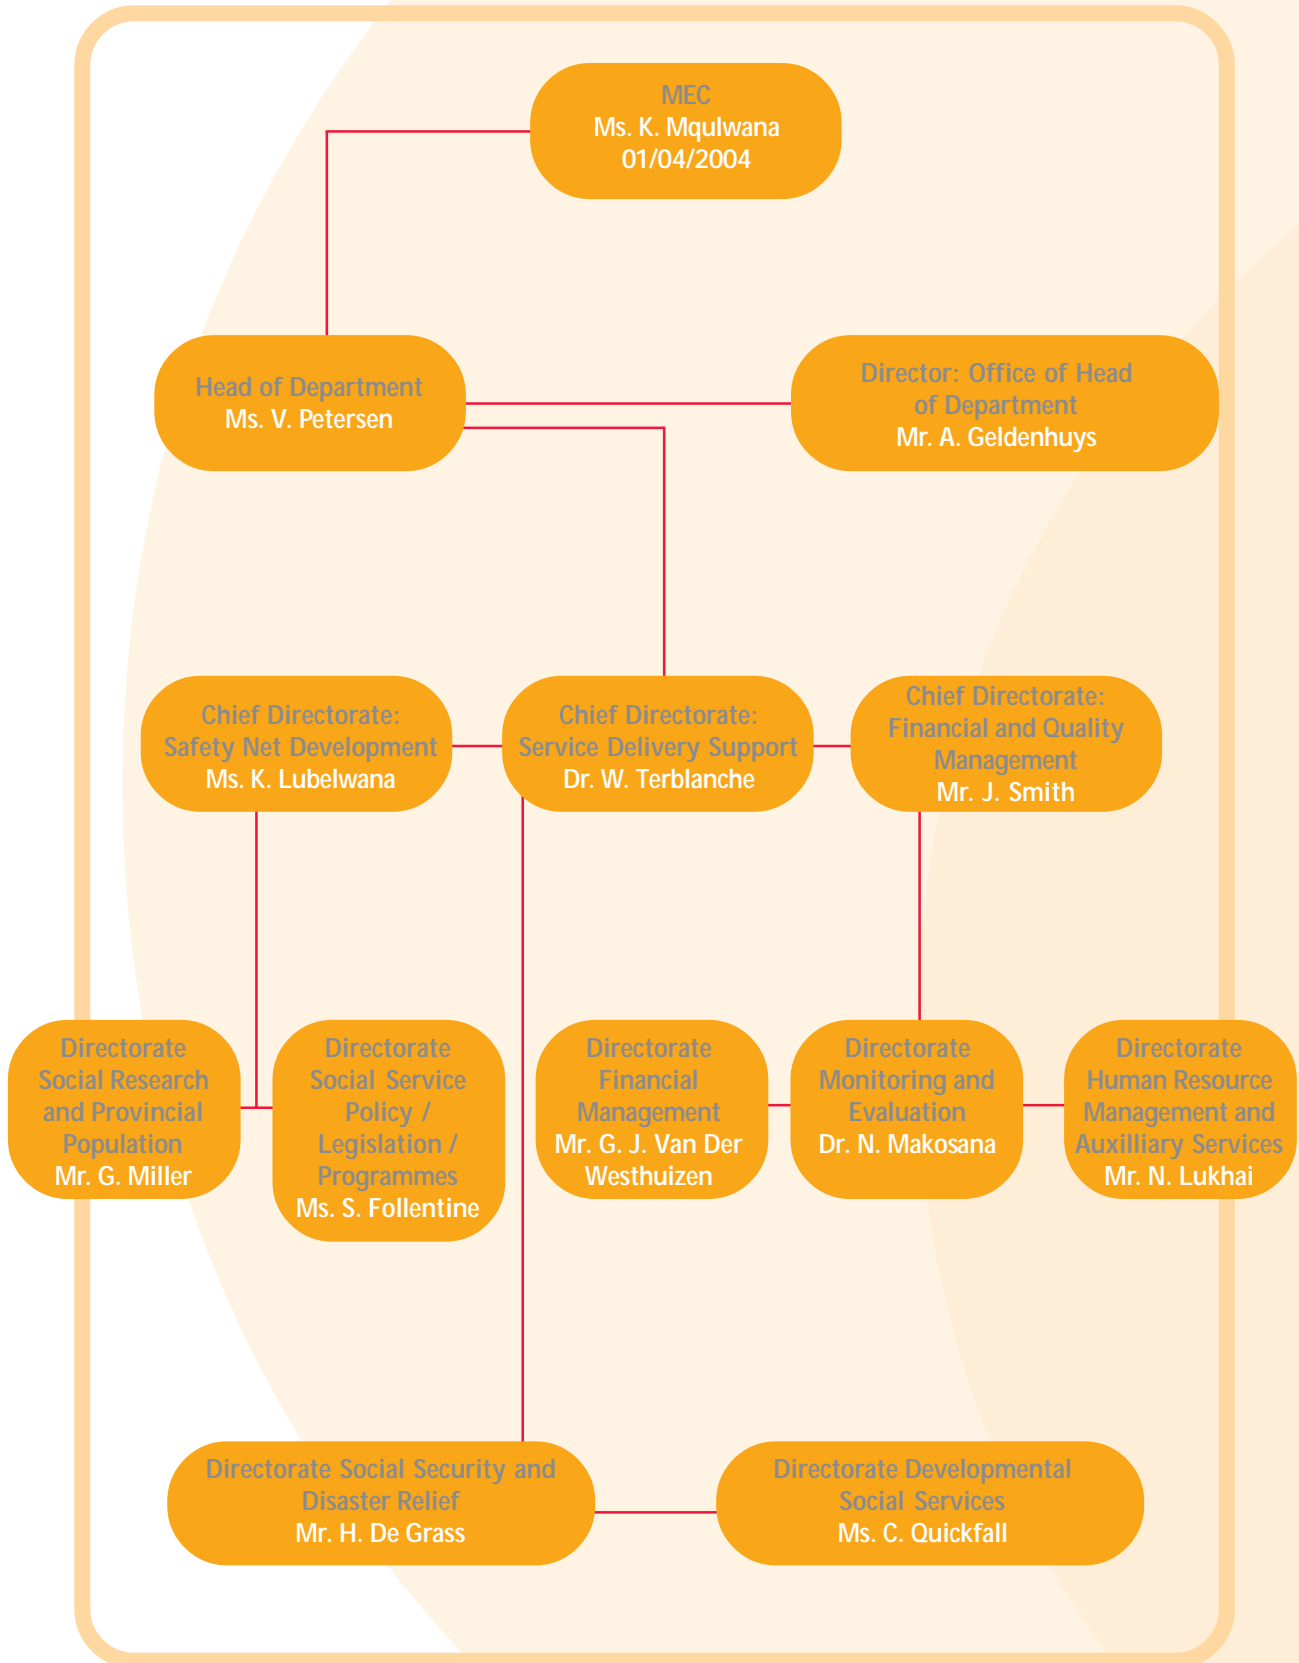 MEC
Ms. K. Mqulwana
01/04/2004
Head of Department
Ms. V. Petersen
Director: Office of Head
of Department
Mr. A. Geldenhuys
Chief Directorate:
Safety Net Development
Ms. K. Lubelwana
Chief Directorate:
Service Delivery Support
Dr. W. Terblanche
Chief Directorate:
Financial and Quality
Management
Mr. J. Smith
Directorate
Social Research
and Provincial
Population
Mr. G. Miller
Directorate
Social Service
Policy /
Legislation /
Programmes
Ms. S. Follentine
Directorate
Financial
Management
Mr. G. J. Van Der
Westhuizen
Directorate
Monitoring and
Evaluation
Dr. N. Makosana
Directorate
Human Resource
Management and
Auxilliary Services
Mr. N. Lukhai
Directorate Social Security and
Disaster Relief
Mr. H. De Grass
Directorate Developmental
Social Services
Ms. C. Quickfall